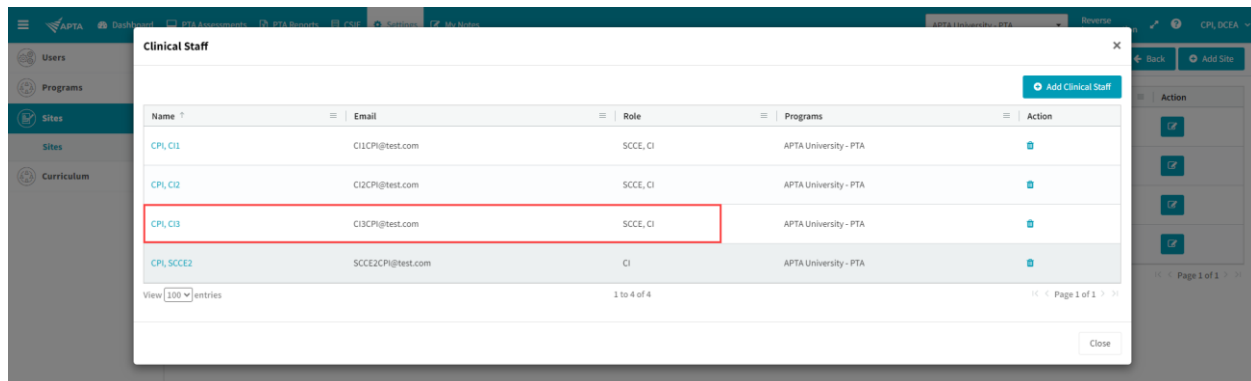 APTA Dashboard PTA Assessments PTA Reports CSIF Settings My Notes APTA University - PTA Reverse CPI, DCEA
Clinical Staff
Users
Back Add Site
Programs
Add Clinical Staff
Action
Sites
Name Email Role Programs Action
Sites
CPI, CI1 CI1CPI@test.com SCCE, CI APTA University - PTA
Curriculum
CPI, CI2 CI2CPI@test.com SCCE, CI APTA University - PTA
CPI, CI3 CI3CPI@test.com SCCE, CI APTA University - PTA
CPI, SCCE2 SCCE2CPI@test.com CI APTA University - PTA
Page 1 of 1
View 100 entries 1 to 4 of 4 Page 1 of 1
Close